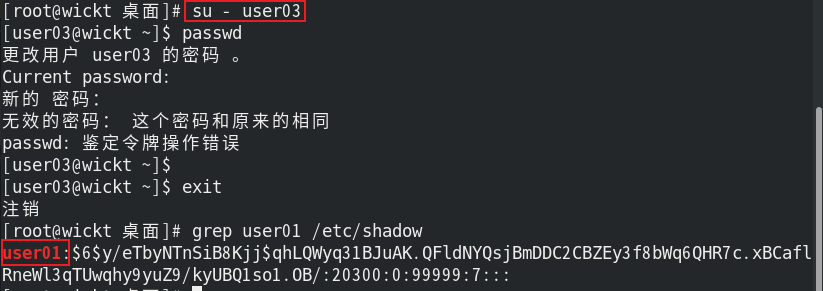 [root@wickt 桌面]# su - user03
[user03@wickt ~]$ passwd
更改用户 user03 的密码 。
Current password:
新的 密码：
无效的密码： 这个密码和原来的相同
passwd: 鉴定令牌操作错误
[user03@wickt ~]$
[user03@wickt ~]$ exit
注销
[root@wickt 桌面]# grep user01 /etc/shadow
user01:$6$y/eTbyNTnSiB8Kjj$qhLQWyq31BJuAK.QFldNYQsjBmDDC2CBZEy3f8bWq6QHR7c.xBCafl
RneWl3qTUwqhy9yuZ9/kyUBQ1so1.OB/:20300:0:99999:7:::